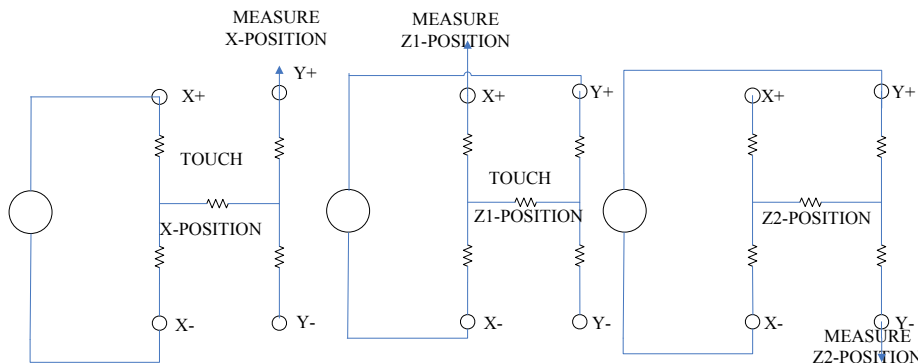 MEASURE
X-POSITION
Y+
X+
TOUCH
X-POSITION
X-
Y-
MEASURE
Z1-POSITION
X+
Y+
TOUCH
Z1-POSITION
X-
Y-
X+
Y+
Z2-POSITION
X-
Y-
MEASURE
Z2-POSITION